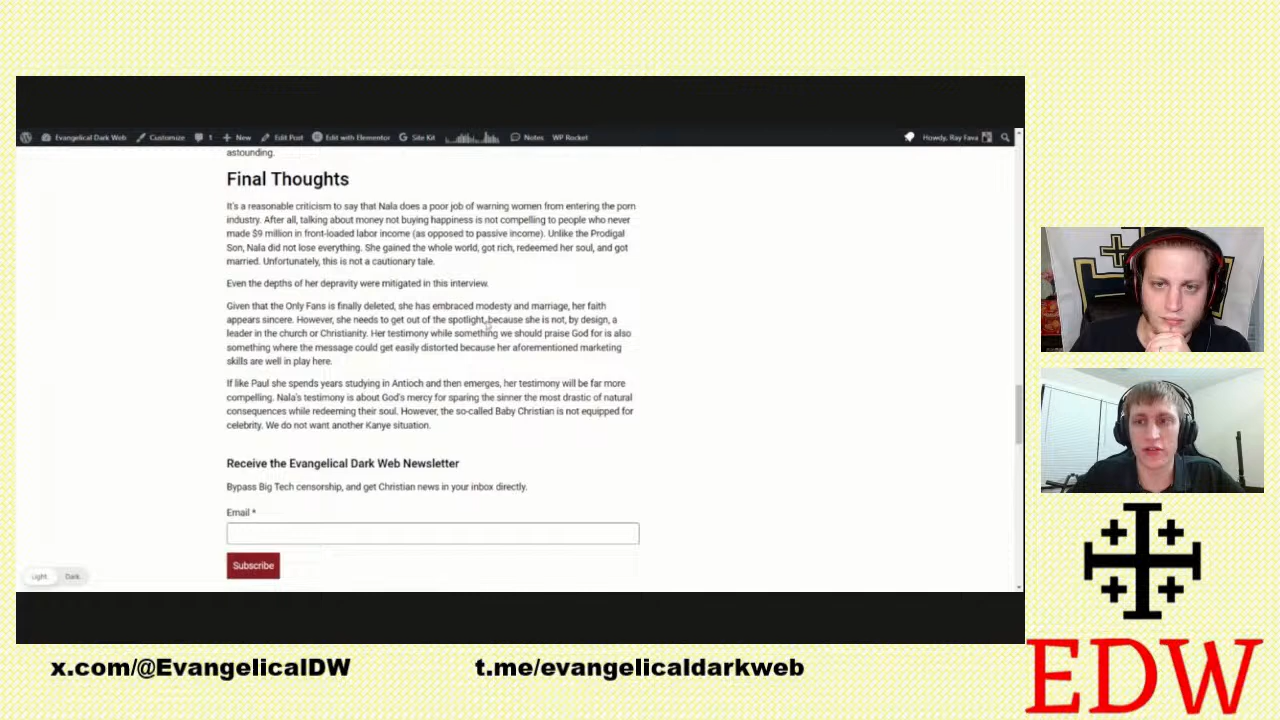 Evangelical Dark Web Customize 1 New Edit Post Edit with Elementor Site Kit Notes WP Rocket Howdy, Ray Fava
astounding.
Final Thoughts
It's a reasonable criticism to say that Nala does a poor job of warning women from entering the porn
industry. After all, talking about money not buying happiness is not compelling to people who never
made $9 million in front-loaded labor income (as opposed to passive income). Unlike the Prodigal
Son, Nala did not lose everything. She gained the whole world, got rich, redeemed her soul, and got
married. Unfortunately, this is not a cautionary tale.
Even the depths of her depravity were mitigated in this interview.
Given that the Only Fans is finally deleted, she has embraced modesty and marriage, her faith
appears sincere. However, she needs to get out of the spotlight because she is not, by design, a
leader in the church or Christianity. Her testimony while something we should praise God for is also
something where the message could get easily distorted because her aforementioned marketing
skills are well in play here.
If like Paul she spends years studying in Antioch and then emerges, her testimony will be far more
compelling. Nala's testimony is about God's mercy for sparing the sinner the most drastic of natural
consequences while redeeming their soul. However, the so-called Baby Christian is not equipped for
celebrity. We do not want another Kanye situation.
Receive the Evangelical Dark Web Newsletter
Bypass Big Tech censorship, and get Christian news in your inbox directly.
Email *
Subscribe
Light Dark
x.com/@EvangelicalDW
t.me/evangelicaldarkweb
EDW